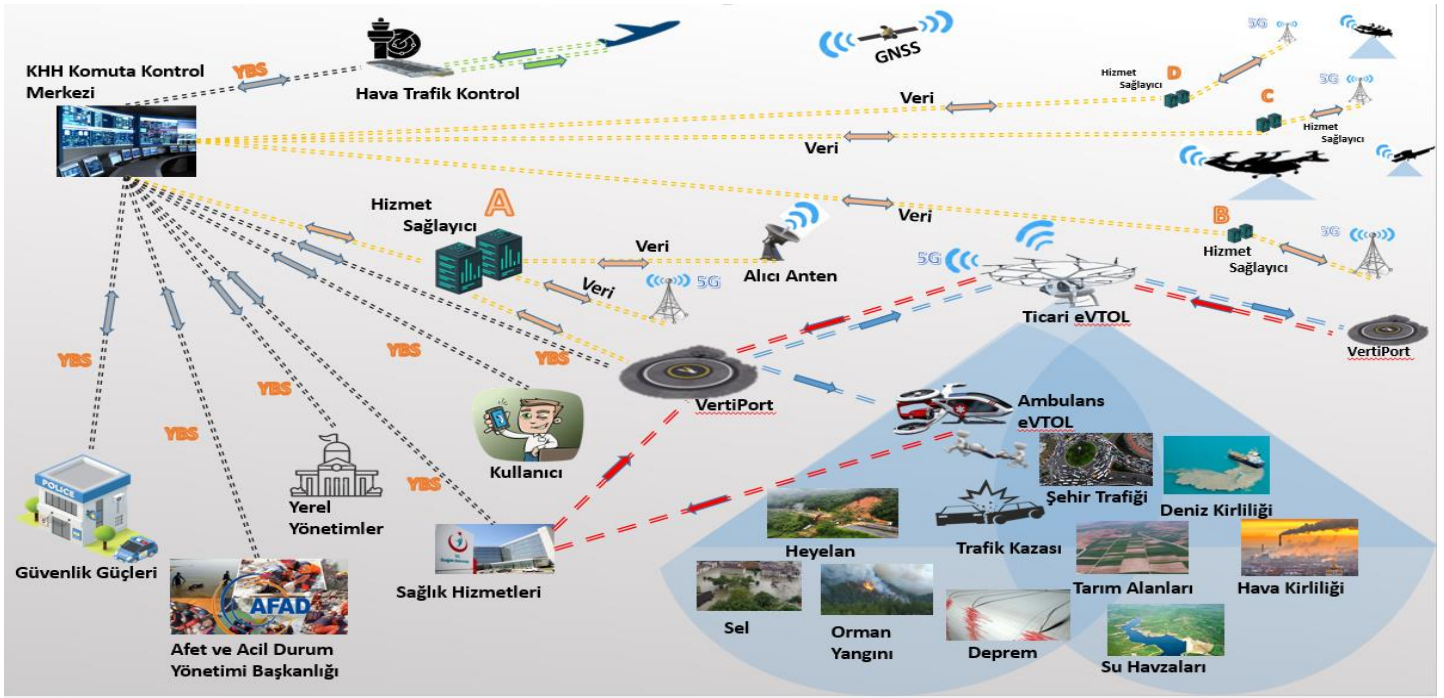 GNSS
5G
KHH Komuta Kontrol
Merkezi
YBS
Hava Trafik Kontrol
Hizmet
Sağlayıcı
D
Veri
5G
C
Hizmet
Sağlayıcı
Veri
Hizmet
Sağlayıcı
A
Veri
B
5G
Hizmet
Sağlayıcı
Veri
Alıcı Anten
5G
Veri
5G
Ticari eVTOL
VertiPort
YBS
YBS
YBS
YBS
YBS
YBS
VertiPort
Ambulans
eVTOL
Kullanıcı
POLICE
Güvenlik Güçleri
Yerel
Yönetimler
Sağlık Hizmetleri
AFAD
Afet ve Acil Durum
Yönetimi Başkanlığı
Şehir Trafiği
Deniz Kirliliği
Heyelan
Trafik Kazası
Tarım Alanları
Hava Kirliliği
Sel
Orman
Yangını
Deprem
Su Havzaları